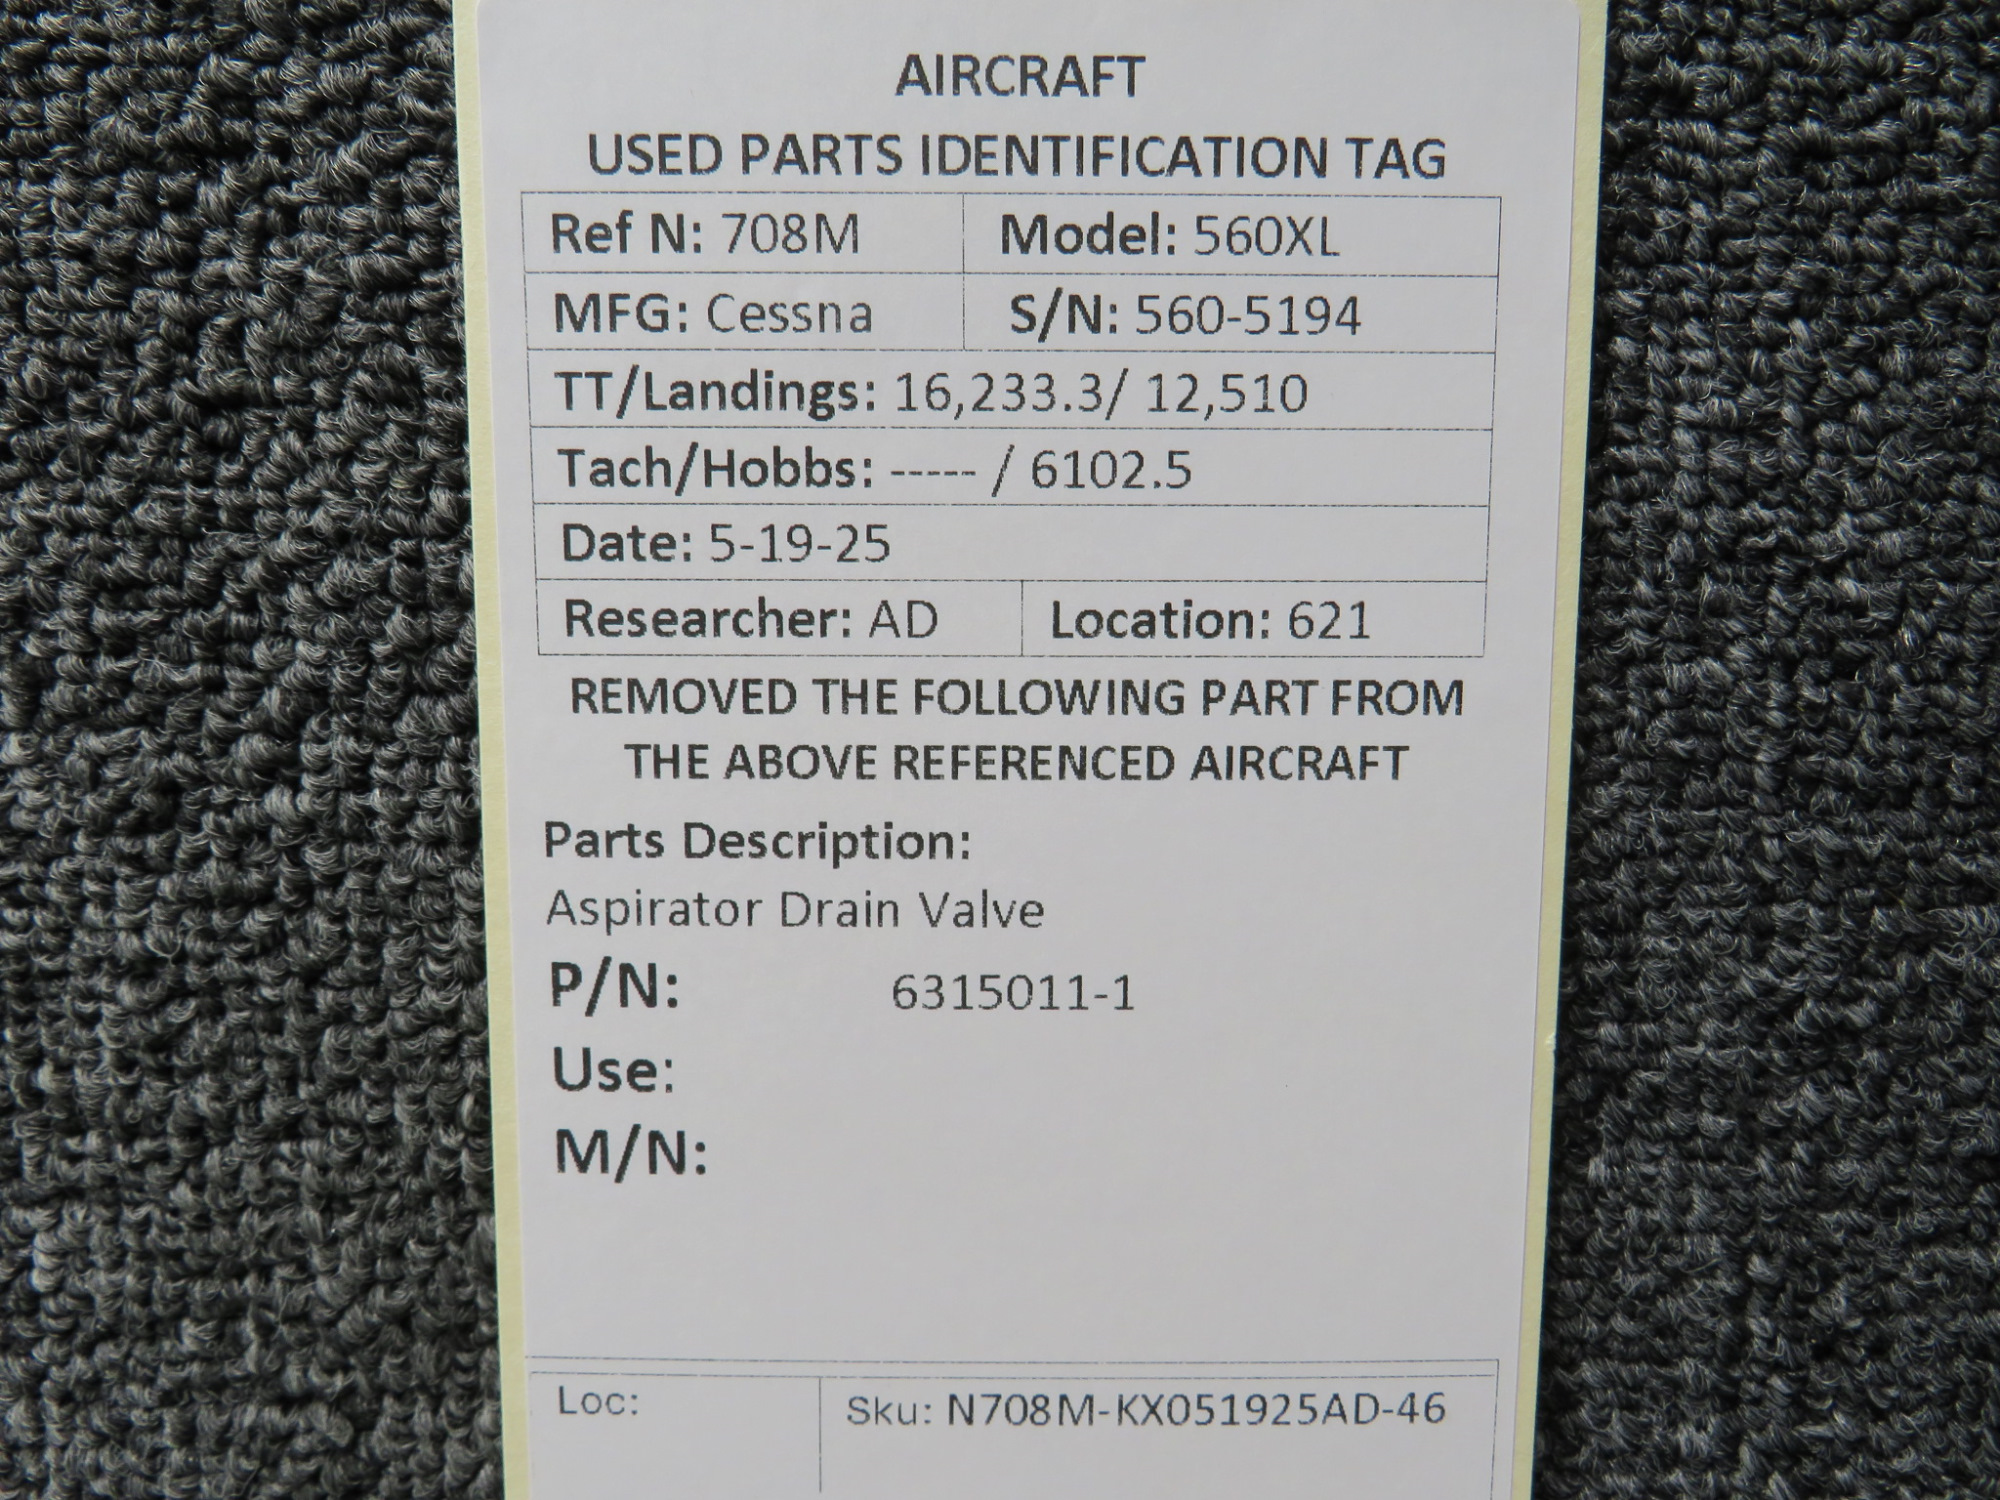 AIRCRAFT
USED PARTS IDENTIFICATION TAG
Ref N: 708M Model: 560XL
MFG: Cessna S/N: 560-5194
TT/Landings: 16,233.3/ 12,510
Tach/Hobbs: ----- / 6102.5
Date: 5-19-25
Researcher: AD Location: 621
REMOVED THE FOLLOWING PART FROM
THE ABOVE REFERENCED AIRCRAFT
Parts Description:
Aspirator Drain Valve
P/N: 6315011-1
Use:
M/N:
Loc: Sku: N708M-KX051925AD-46